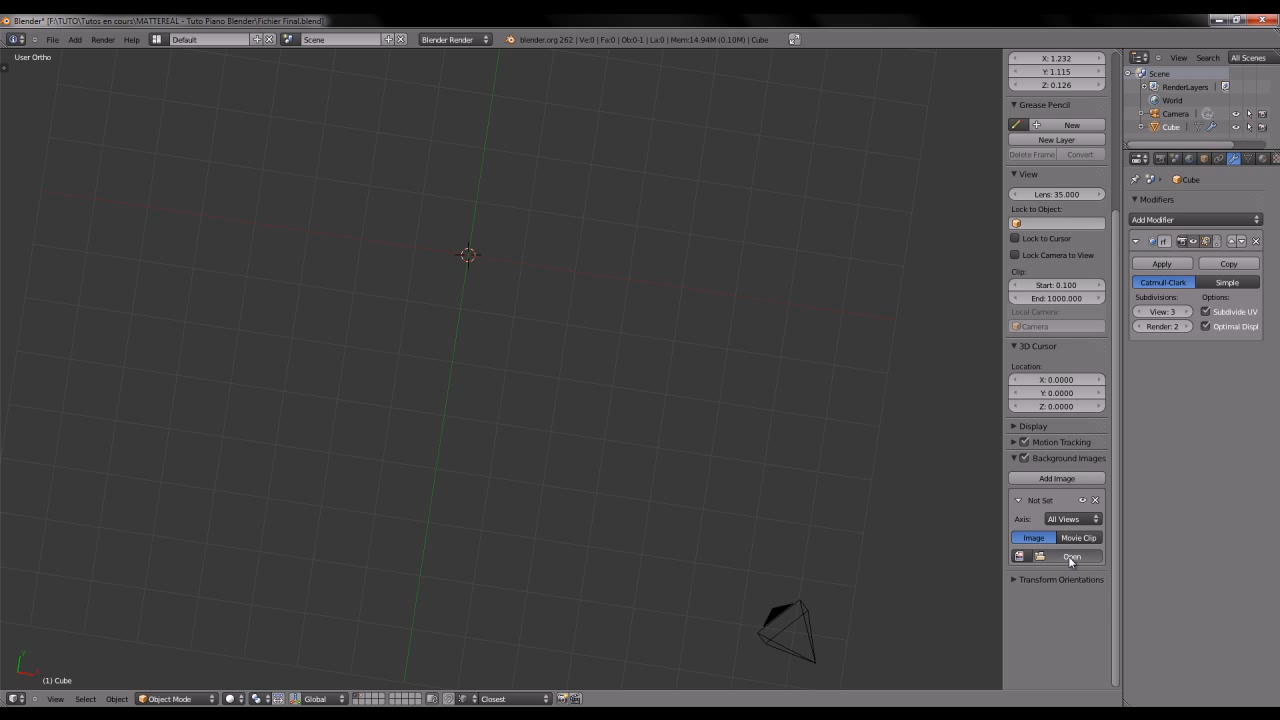 Blender* [F:\TUTO\Tutos en cours\MATTEREAL - Tuto Piano Blender\Fichier Final.blend]
File Add Render Help Default Scene Blender Render blender.org 262 | Ve:0 | Fa:0 | Ob:0-1 | La:0 | Mem:14.94M (0.10M) | Cube
User Ortho
X: 1.232
Y: 1.115
Z: 0.126
Grease Pencil
New
New Layer
Delete Frame Convert
View
Lens: 35.000
Lock to Object:
Lock to Cursor
Lock Camera to View
Clip:
Start: 0.100
End: 1000.000
Local Camera:
Camera
3D Cursor
Location:
X: 0.0000
Y: 0.0000
Z: 0.0000
Display
Motion Tracking
Background Images
Add Image
Not Set
Axis: All Views
Image Movie Clip
Open
Transform Orientations
View Search All Scenes
Scene
RenderLayers
World
Camera
Cube
Cube
Modifiers
Add Modifier
rf
Apply Copy
Catmull-Clark Simple
Subdivisions: Options:
View: 3 Subdivide UV
Render: 2 Optimal Displ
(1) Cube
View Select Object Object Mode Global Closest